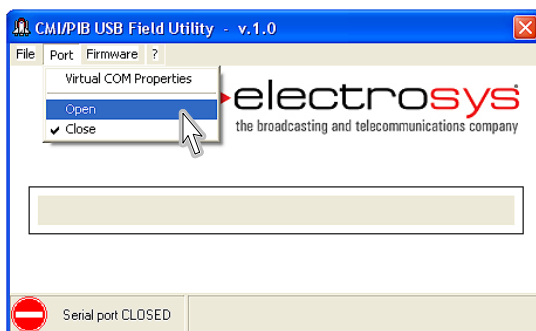 CMI/PIB USB Field Utility - v.1.0
File Port Firmware ?
Virtual COM Properties
Open
Close
electrosys
the broadcasting and telecommunications company
Serial port CLOSED